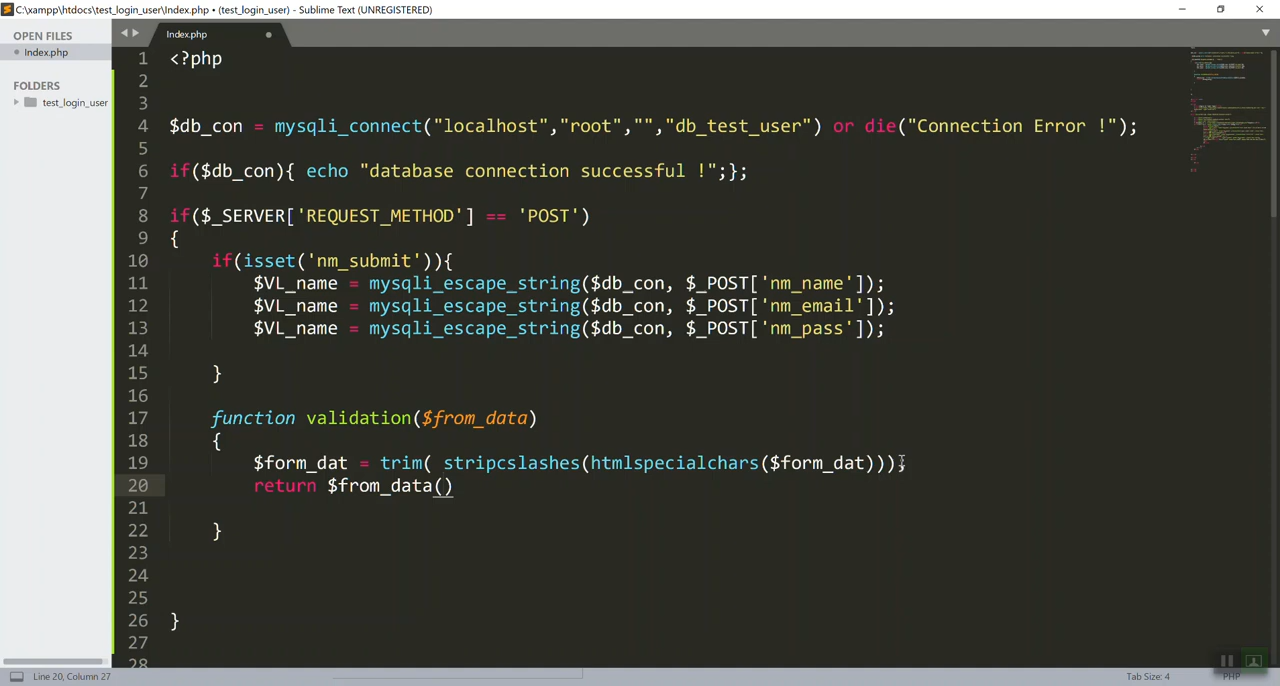 C:\xampp\htdocs\test_login_user\Index.php • (test_login_user) - Sublime Text (UNREGISTERED)
OPEN FILES
Index.php
FOLDERS
test_login_user
Index.php
1 <?php
2
3
4 $db_con = mysqli_connect("localhost","root","","db_test_user") or die("Connection Error !");
5
6 if($db_con){ echo "database connection successful !";};
7
8 if($_SERVER['REQUEST_METHOD'] == 'POST')
9 {
10 if(isset('nm_submit')){
11 $VL_name = mysqli_escape_string($db_con, $_POST['nm_name']);
12 $VL_name = mysqli_escape_string($db_con, $_POST['nm_email']);
13 $VL_name = mysqli_escape_string($db_con, $_POST['nm_pass']);
14
15 }
16
17 function validation($from_data)
18 {
19 $form_dat = trim( stripcslashes(htmlspecialchars($form_dat)));
20 return $from_data()
21
22 }
23
24
25
26 }
27
28
Line 20, Column 27
Tab Size: 4
PHP